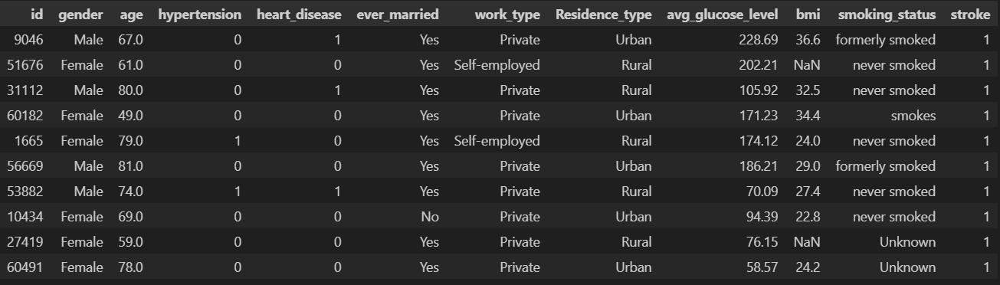 id gender age hypertension heart_disease ever_married work_type Residence_type avg_glucose_level bmi smoking_status stroke
9046 Male 67.0 0 1 Yes Private Urban 228.69 36.6 formerly smoked 1
51676 Female 61.0 0 0 Yes Self-employed Rural 202.21 NaN never smoked 1
31112 Male 80.0 0 1 Yes Private Rural 105.92 32.5 never smoked 1
60182 Female 49.0 0 0 Yes Private Urban 171.23 34.4 smokes 1
1665 Female 79.0 1 0 Yes Self-employed Rural 174.12 24.0 never smoked 1
56669 Male 81.0 0 0 Yes Private Urban 186.21 29.0 formerly smoked 1
53882 Male 74.0 1 1 Yes Private Rural 70.09 27.4 never smoked 1
10434 Female 69.0 0 0 No Private Urban 94.39 22.8 never smoked 1
27419 Female 59.0 0 0 Yes Private Rural 76.15 NaN Unknown 1
60491 Female 78.0 0 0 Yes Private Urban 58.57 24.2 Unknown 1